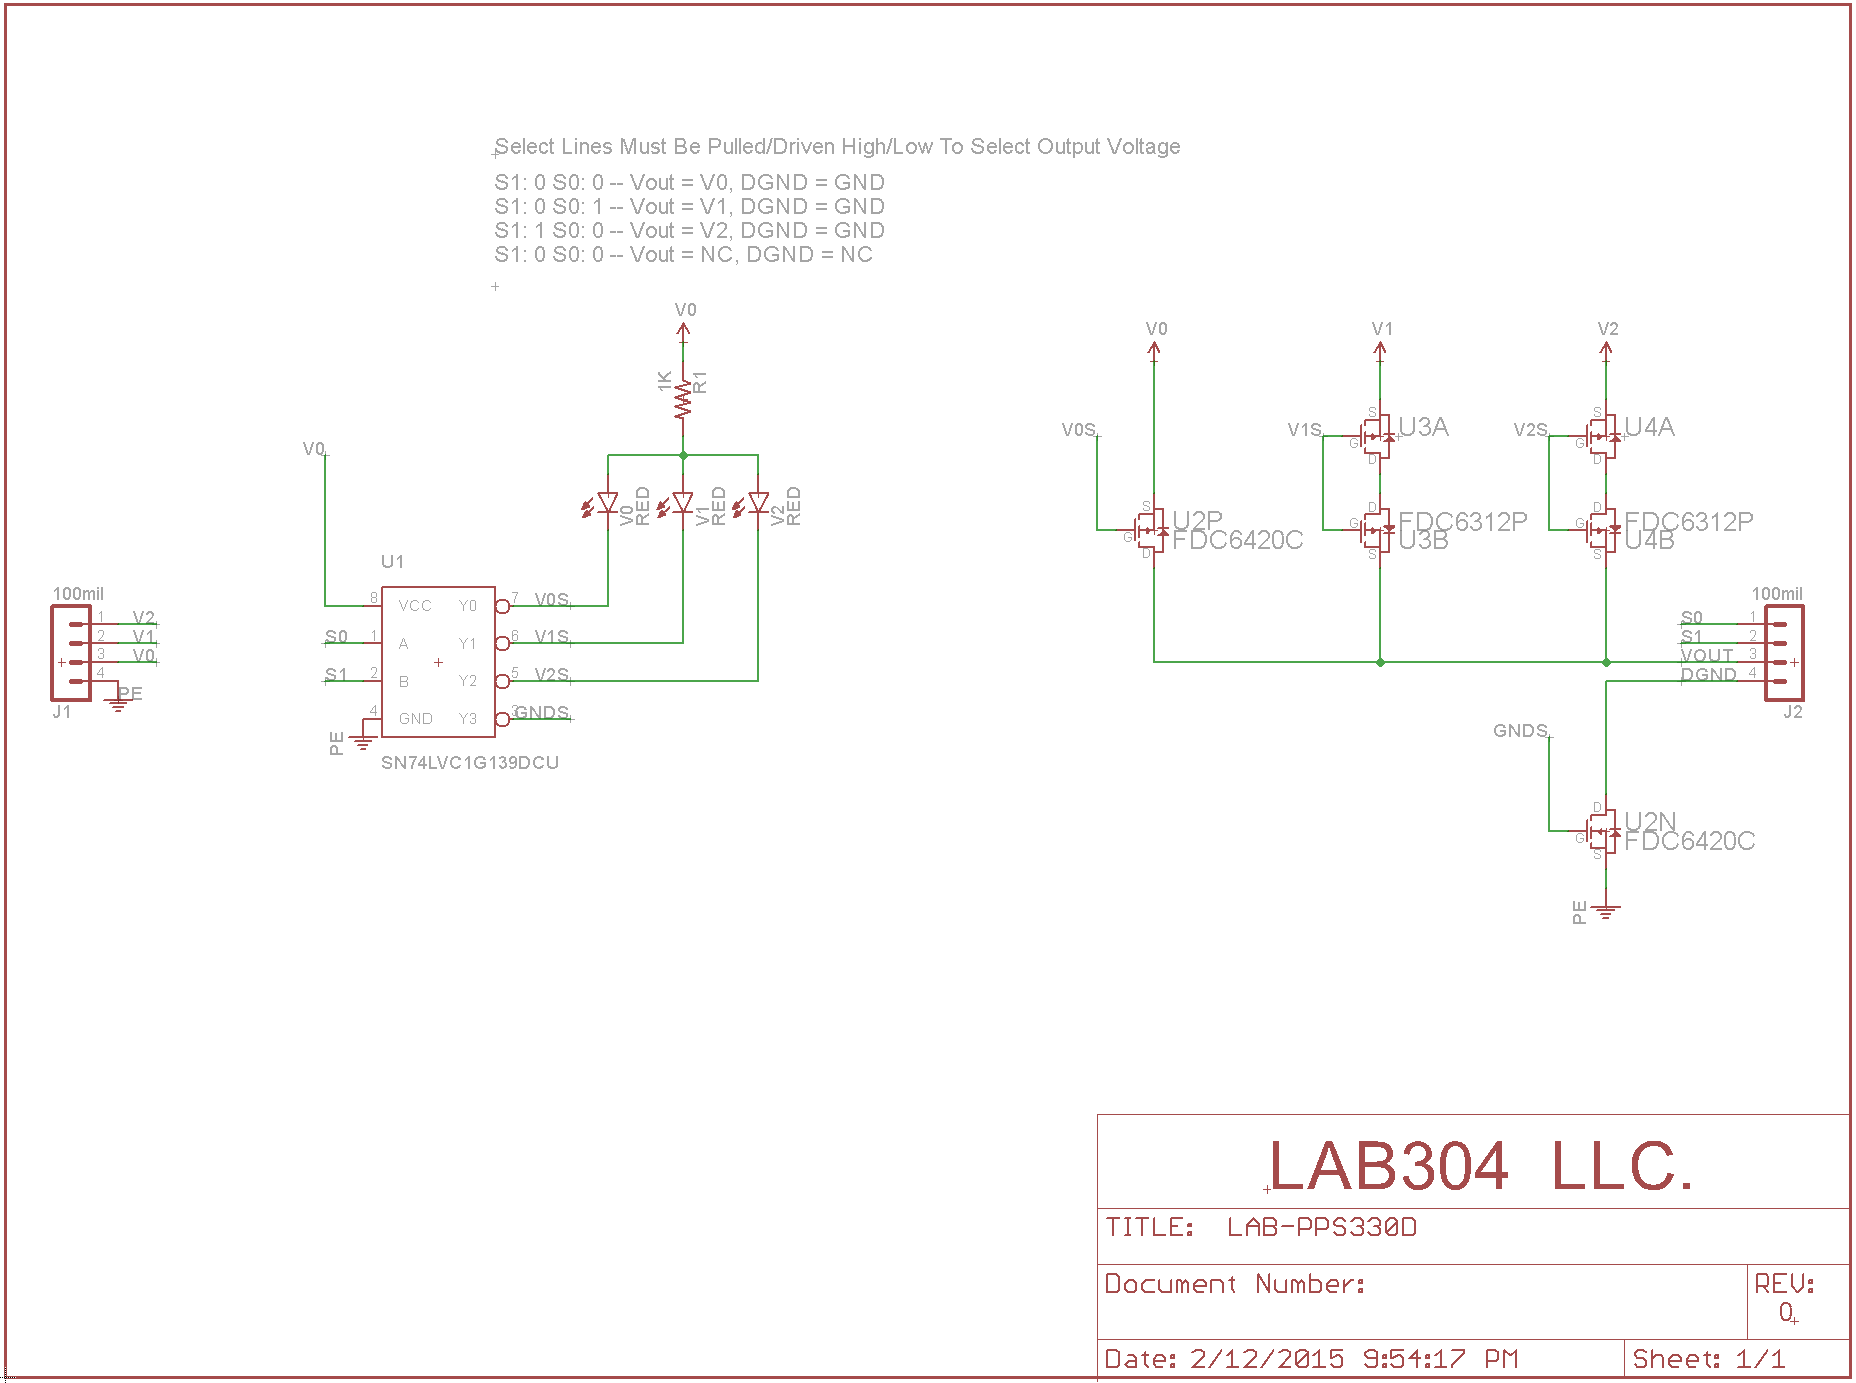 Select Lines Must Be Pulled/Driven High/Low To Select Output Voltage
S1: 0 S0: 0 -- Vout = V0, DGND = GND
S1: 0 S0: 1 -- Vout = V1, DGND = GND
S1: 1 S0: 0 -- Vout = V2, DGND = GND
S1: 0 S0: 0 -- Vout = NC, DGND = NC
V0
1K
R1
V0
RED
V1
RED
V2
RED
V0
U1
8 VCC Y0 7 V0S
S0 1 A Y1 6 V1S
S1 2 B Y2 5 V2S
4 GND Y3 3 GNDS
PE
SN74LVC1G139DCU
100mil
1 V2
2 V1
3 V0
4
PE
J1
V0
V0S
S
G
D
U2P
FDC6420C
V1
V1S
S
G
D
U3A
D
G
S
FDC6312P
U3B
V2
V2S
S
G
D
U4A
D
G
S
FDC6312P
U4B
100mil
S0 1
S1 2
VOUT 3
DGND 4
J2
GNDS
D
G
S
U2N
FDC6420C
PE
LAB304 LLC.
TITLE: LAB-PPS330D
Document Number:
REV:
0
Date: 2/12/2015 9:54:17 PM
Sheet: 1/1